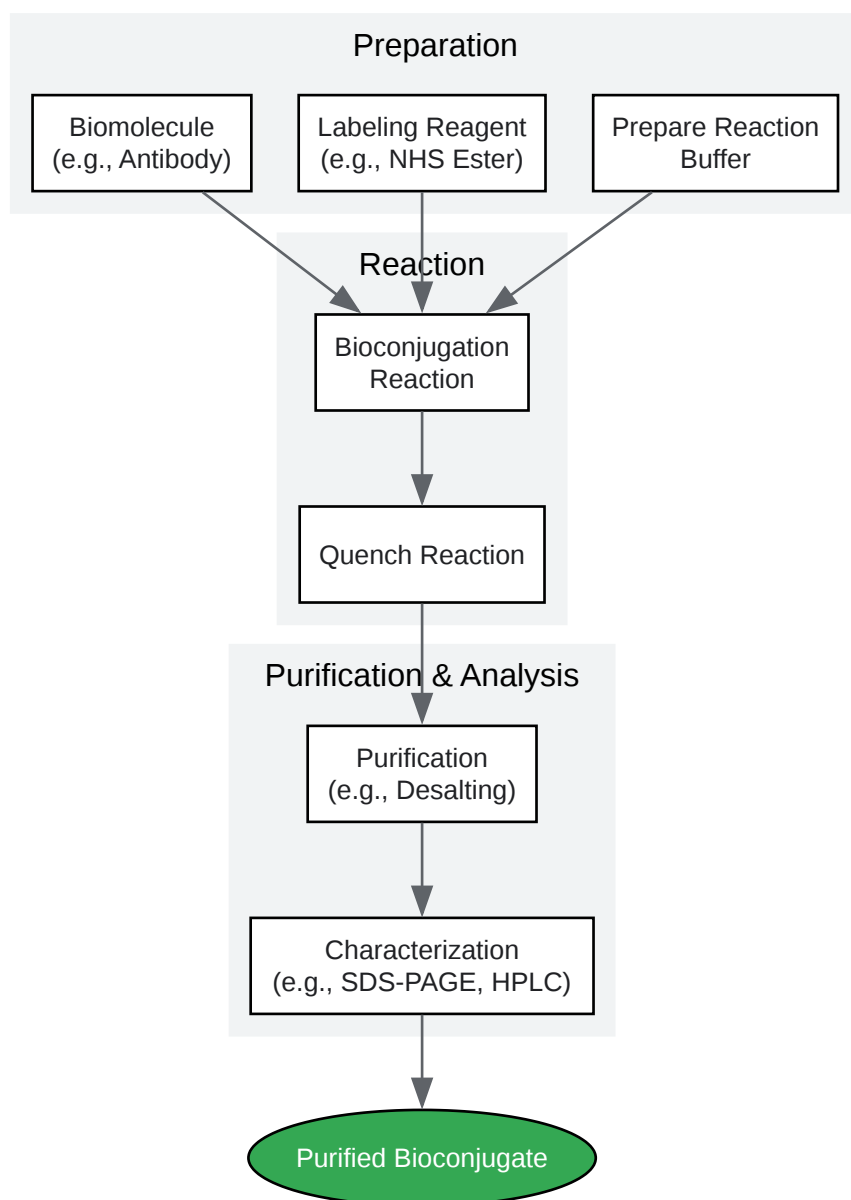 Preparation
Biomolecule
(e.g., Antibody)
Labeling Reagent
(e.g., NHS Ester)
Prepare Reaction
Buffer
Reaction
Bioconjugation
Reaction
Quench Reaction
Purification & Analysis
Purification
(e.g., Desalting)
Characterization
(e.g., SDS-PAGE, HPLC)
Purified Bioconjugate